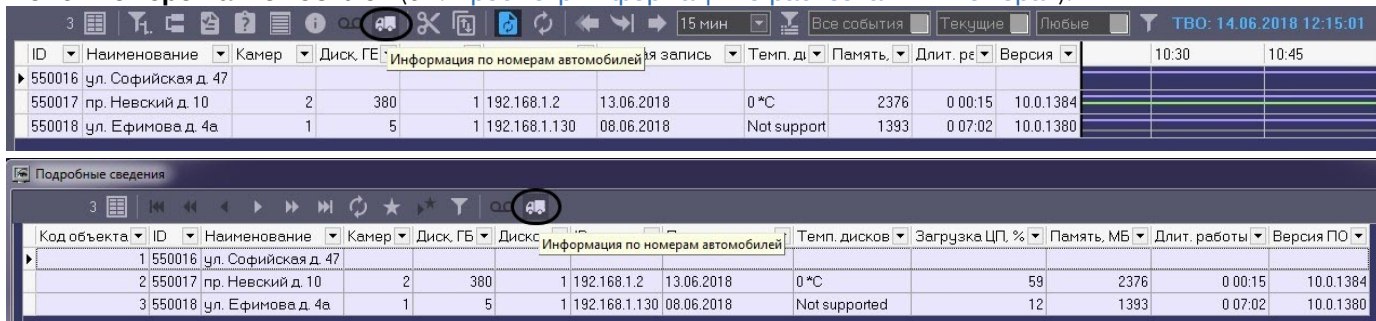 3 15 мин Все события Текущие Любые ТВО: 14.06.2018 12:15:01
ID Наименование Камер Диск, ГБ Информация по номерам автомобилей я запись Темп. ди Память, Длит. ра Версия 10:30 10:45
550016 ул. Софийская д. 47
550017 пр. Невский д. 10 2 380 1 192.168.1.2 13.06.2018 0 *C 2376 0 00:15 10.0.1384
550018 ул. Ефимова д. 4а 1 5 1 192.168.1.130 08.06.2018 Not support 1393 0 07:02 10.0.1380
Подробные сведения
3
Код объекта ID Наименование Камер Диск, ГБ Диско Информация по номерам автомобилей Темп. дисков Загрузка ЦП, % Память, МБ Длит. работы Версия ПО
1 550016 ул. Софийская д. 47
2 550017 пр. Невский д. 10 2 380 1 192.168.1.2 13.06.2018 0 *C 59 2376 0 00:15 10.0.1384
3 550018 ул. Ефимова д. 4а 1 5 1 192.168.1.130 08.06.2018 Not supported 12 1393 0 07:02 10.0.1380